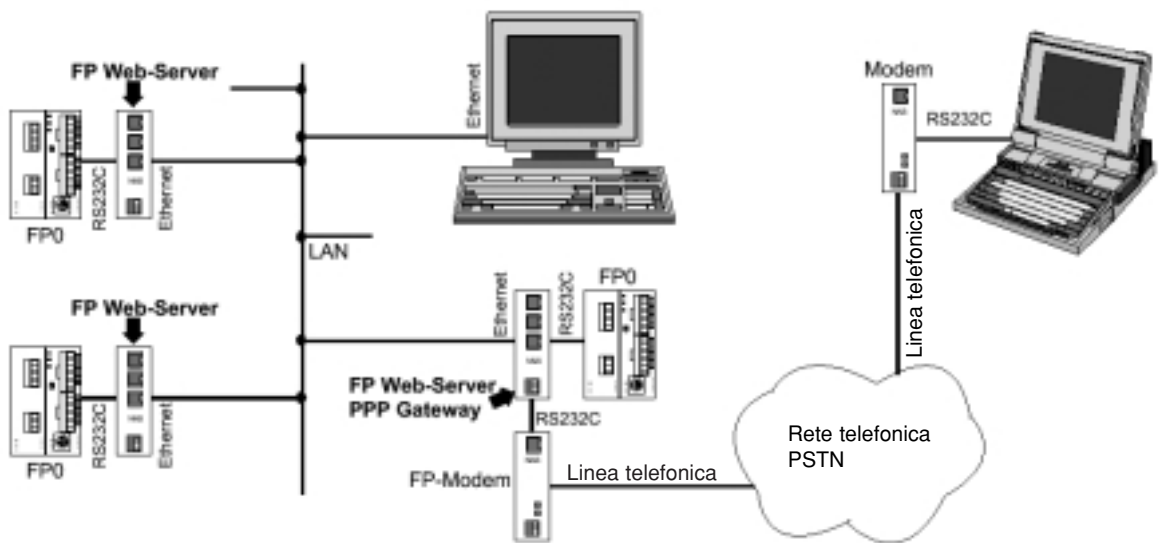 FP Web-Server
FP0
RS232C
Ethernet
Ethernet
LAN
FP Web-Server
FP0
RS232C
Ethernet
Ethernet
RS232C
FP0
FP Web-Server
PPP Gateway
RS232C
FP-Modem
Linea telefonica
Rete telefonica
PSTN
Linea telefonica
Modem
RS232C